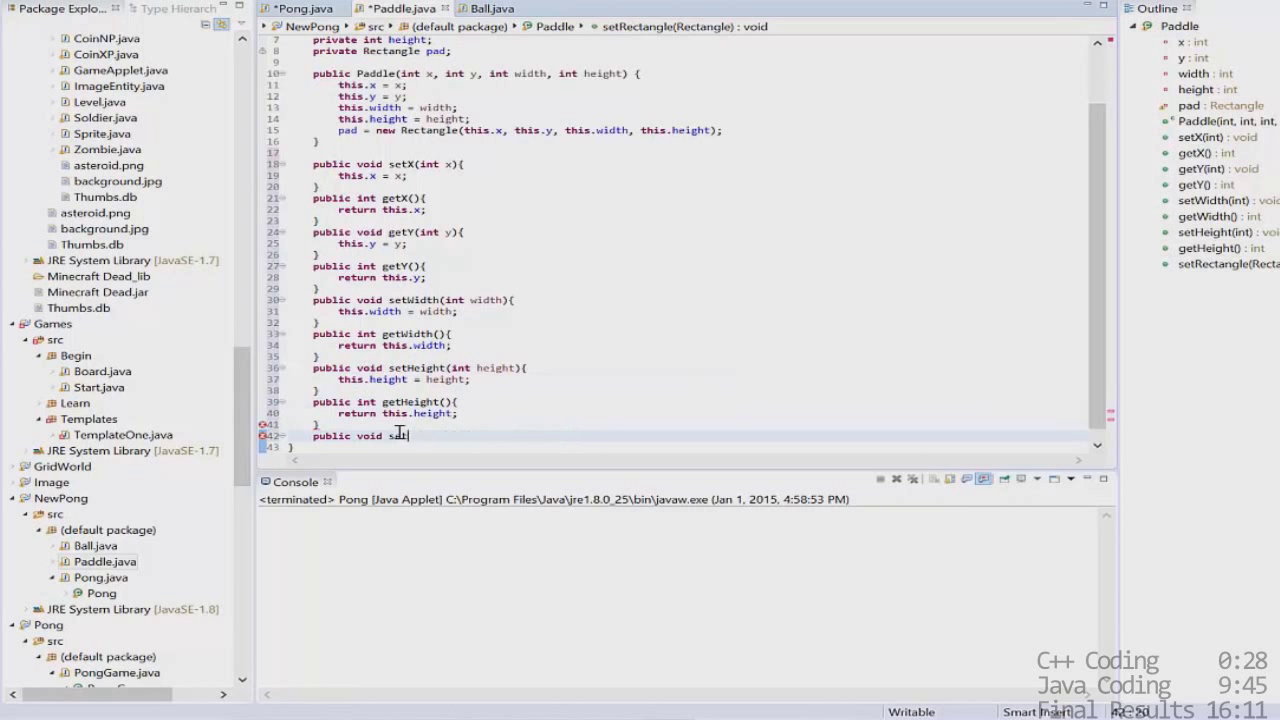 Package Explo...
Type Hierarch
CoinNP.java
CoinXP.java
GameApplet.java
ImageEntity.java
Level.java
Soldier.java
Sprite.java
Zombie.java
asteroid.png
background.jpg
Thumbs.db
asteroid.png
background.jpg
Thumbs.db
JRE System Library [JavaSE-1.7]
Minecraft Dead_lib
Minecraft Dead.jar
Thumbs.db
Games
src
Begin
Board.java
Start.java
Learn
Templates
TemplateOne.java
JRE System Library [JavaSE-1.7]
GridWorld
Image
NewPong
src
(default package)
Ball.java
Paddle.java
Pong.java
Pong
JRE System Library [JavaSE-1.8]
Pong
src
(default package)
PongGame.java
*Pong.java
*Paddle.java
Ball.java
NewPong
src
(default package)
Paddle
setRectangle(Rectangle) : void
7 private int height;
8 private Rectangle pad;
9
10 public Paddle(int x, int y, int width, int height) {
11 this.x = x;
12 this.y = y;
13 this.width = width;
14 this.height = height;
15 pad = new Rectangle(this.x, this.y, this.width, this.height);
16 }
17
18 public void setX(int x){
19 this.x = x;
20 }
21 public int getX(){
22 return this.x;
23 }
24 public void getY(int y){
25 this.y = y;
26 }
27 public int getY(){
28 return this.y;
29 }
30 public void setWidth(int width){
31 this.width = width;
32 }
33 public int getWidth(){
34 return this.width;
35 }
36 public void setHeight(int height){
37 this.height = height;
38 }
39 public int getHeight(){
40 return this.height;
41 }
42 public void set
43 }
Console
<terminated> Pong [Java Applet] C:\Program Files\Java\jre1.8.0_25\bin\javaw.exe (Jan 1, 2015, 4:58:53 PM)
Outline
Paddle
x : int
y : int
width : int
height : int
pad : Rectangle
Paddle(int, int, int,
setX(int) : void
getX() : int
getY(int) : void
getY() : int
setWidth(int) : void
getWidth() : int
setHeight(int) : void
getHeight() : int
setRectangle(Recta
C++ Coding 0:28
Java Coding 9:45
Final Results 16:11
Writable
Smart Insert